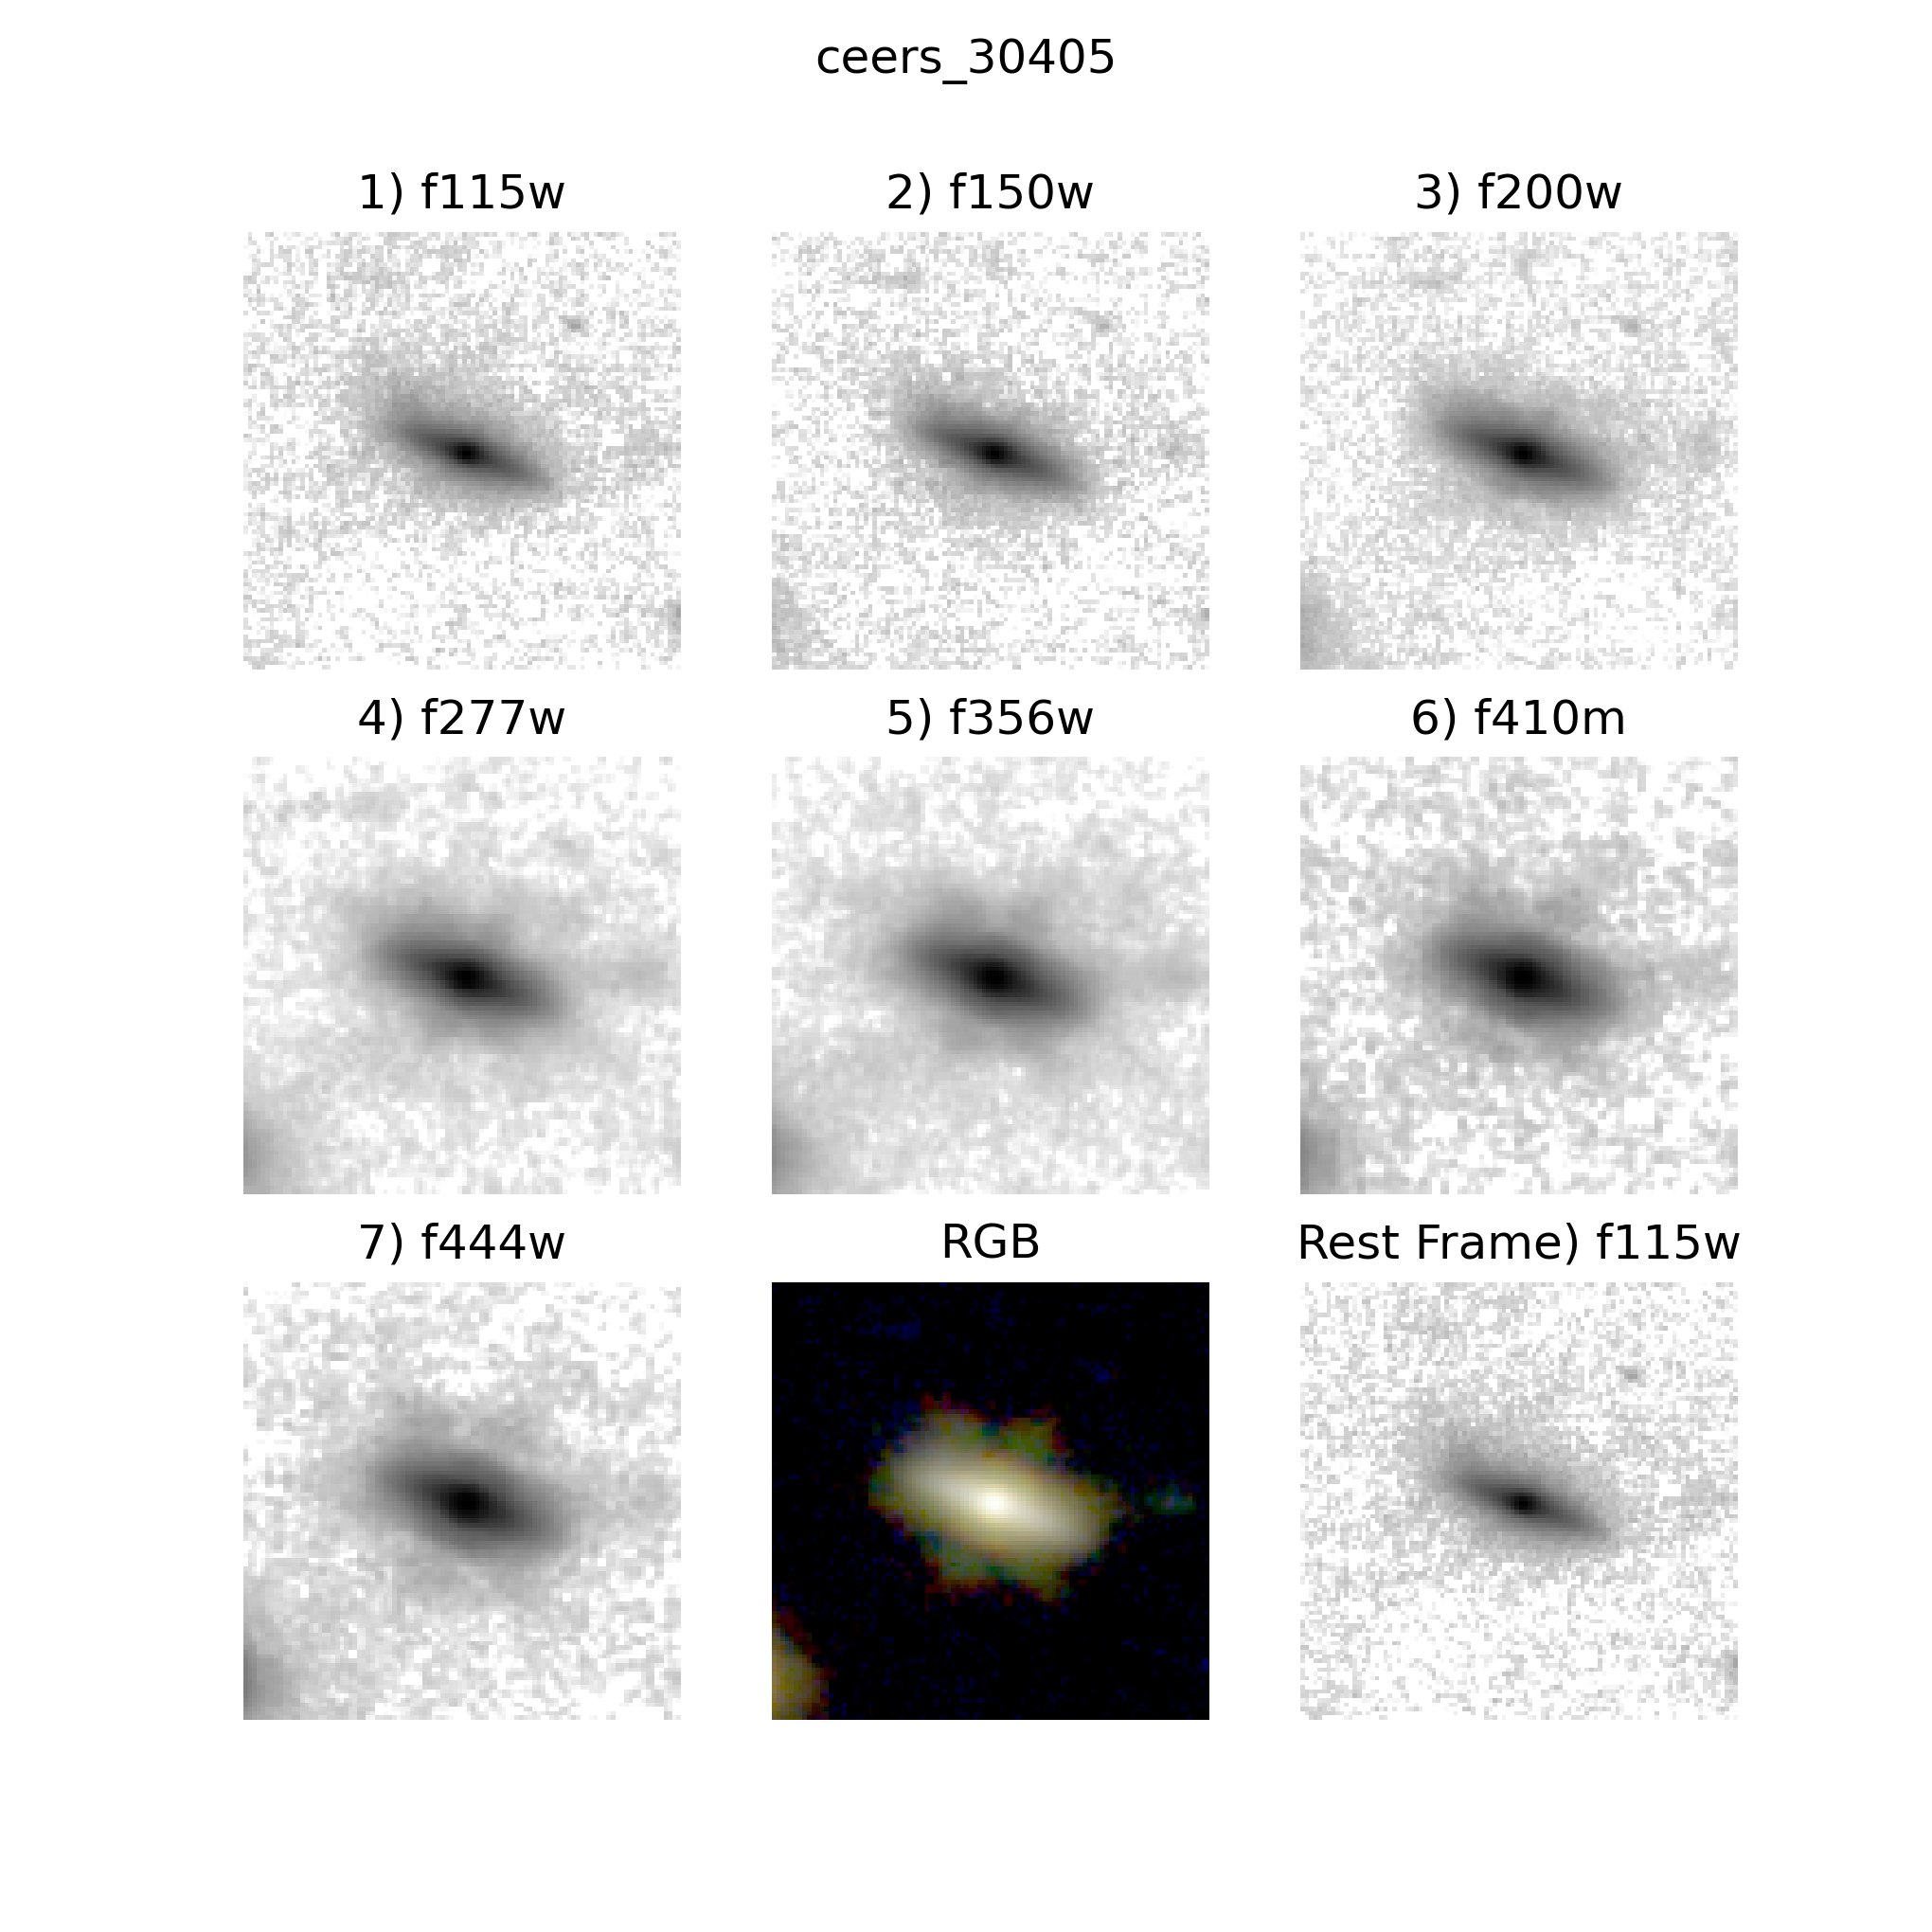 ceers_30405
1) f115w
2) f150w
3) f200w
4) f277w
5) f356w
6) f410m
7) f444w
RGB
Rest Frame) f115w